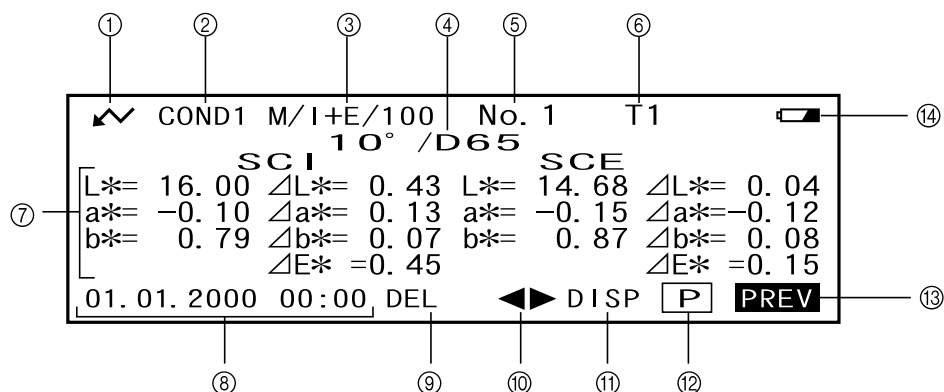 ① ② ③ ④ ⑤ ⑥
COND1 M/I+E/100 No. 1 T1
⑭
10° /D65
SCI SCE
L*= 16.00 ⊿L*= 0.43 L*= 14.68 ⊿L*= 0.04
⑦ a*= −0.10 ⊿a*= 0.13 a*= −0.15 ⊿a*=−0.12
b*= 0.79 ⊿b*= 0.07 b*= 0.87 ⊿b*= 0.08
⊿E* =0.45 ⊿E* =0.15
01.01.2000 00:00 DEL ◀▶ DISP P PREV ⑬
⑧ ⑨ ⑩ ⑪ ⑫